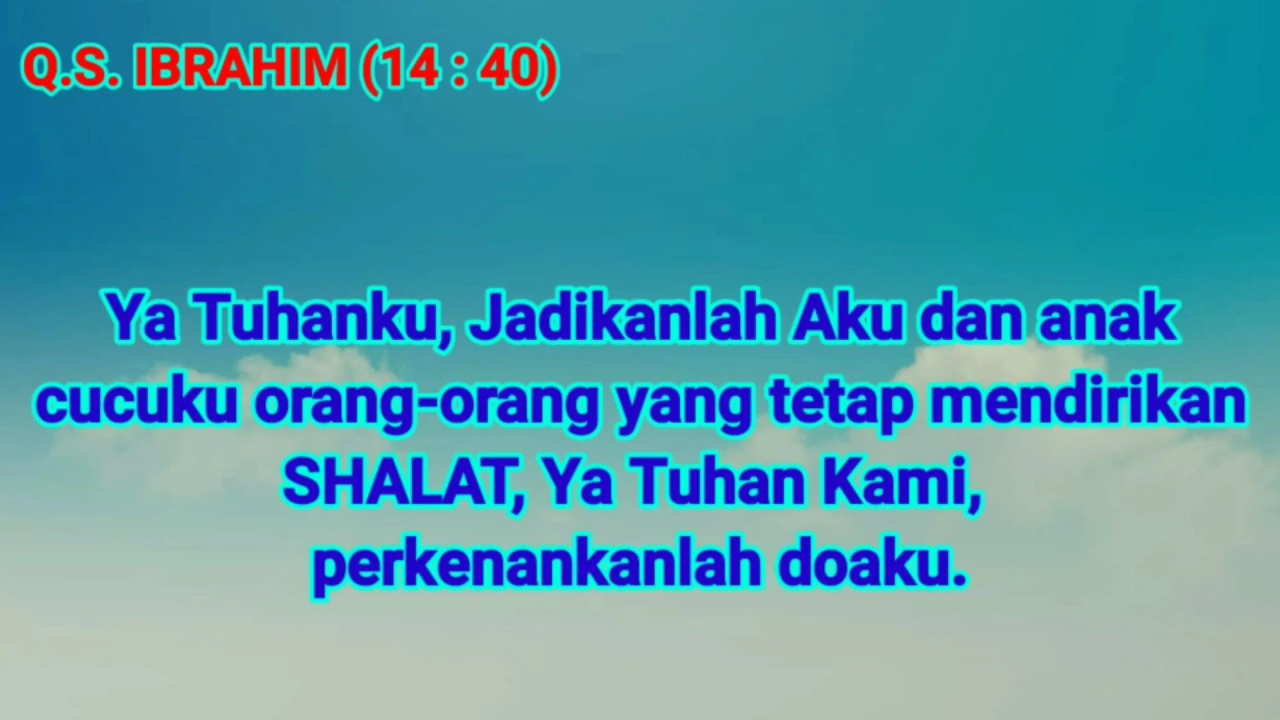 Q.S. IBRAHIM (14 : 40)
Ya Tuhanku, Jadikanlah Aku dan anak
cucuku orang-orang yang tetap mendirikan
SHALAT, Ya Tuhan Kami,
perkenankanlah doaku.